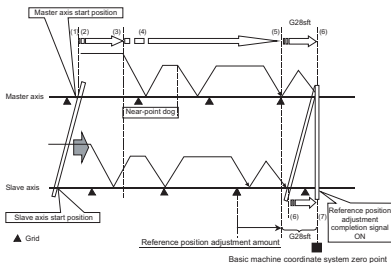 Master axis start position
G28sft
(1) (2) (3) (4) (5) (6)
Master axis
Near-point dog
Slave axis
Slave axis start position
(6) (7)
Reference position adjustment completion signal ON
Grid
Reference position adjustment amount
G28sft
Basic machine coordinate system zero point